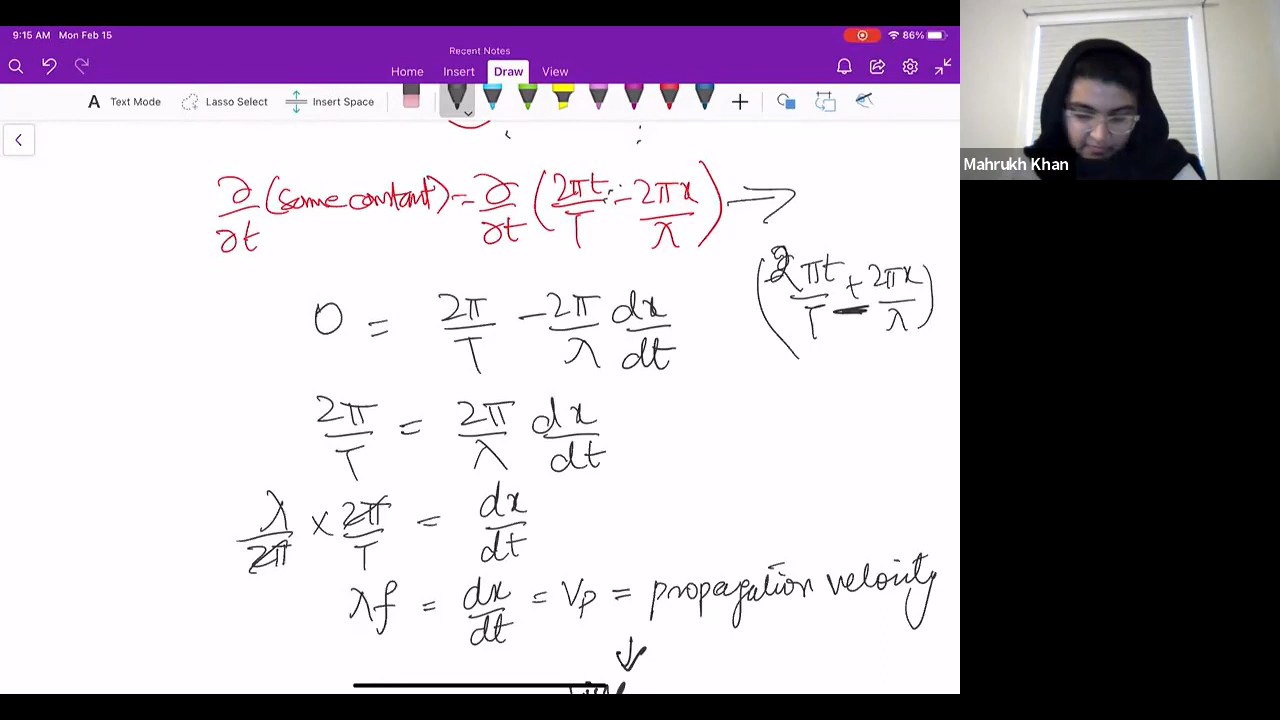 9:15 AM Mon Feb 15
86%
Recent Notes
Home Insert Draw View
Text Mode Lasso Select Insert Space
Mahrukh Khan
∂/∂t (some constant) = ∂/∂t (2πt/T - 2πx/λ) →
(2πt/T + 2πx/λ)
0 = 2π/T - 2π/λ dx/dt
2π/T = 2π/λ dx/dt
λ/2π × 2π/T = dx/dt
λf = dx/dt = Vp = propagation velocity
↓